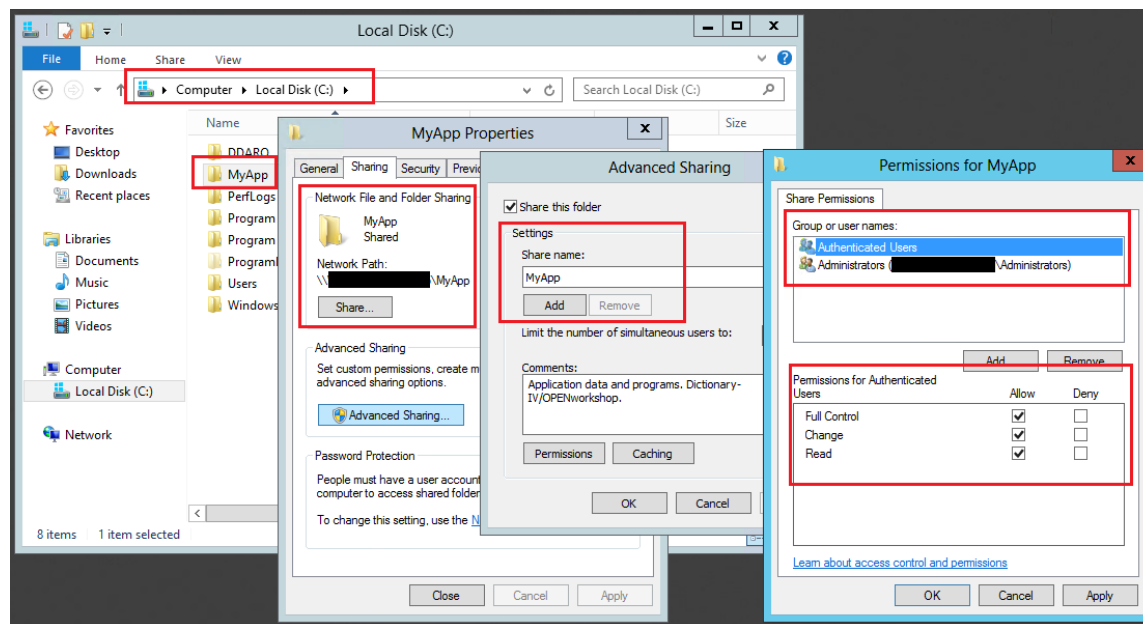 Local Disk (C:)
File Home Share View
Computer Local Disk (C:)
Search Local Disk (C:)
Favorites
Desktop
Downloads
Recent places
Libraries
Documents
Music
Pictures
Videos
Computer
Local Disk (C:)
Network
Name Size
DDARO
MyApp
PerfLogs
Program
Program
Program
Users
Windows
8 items 1 item selected
MyApp Properties
General Sharing Security
Network File and Folder Sharing
MyApp
Shared
Network Path:
\\ \MyApp
Share...
Advanced Sharing
Set custom permissions, create
advanced sharing options.
Advanced Sharing...
Password Protection
People must have a user account
computer to access shared folder
To change this setting, use the
Close Cancel Apply
Advanced Sharing
Share this folder
Settings
Share name:
MyApp
Add Remove
Limit the number of simultaneous users to:
Comments:
Application data and programs. Dictionary-
IV/OPENworkshop.
Permissions Caching
OK Cancel
Permissions for MyApp
Share Permissions
Group or user names:
Authenticated Users
Administrators ( \Administrators)
Add Remove
Permissions for Authenticated
Users Allow Deny
Full Control
Change
Read
Learn about access control and permissions
OK Cancel Apply